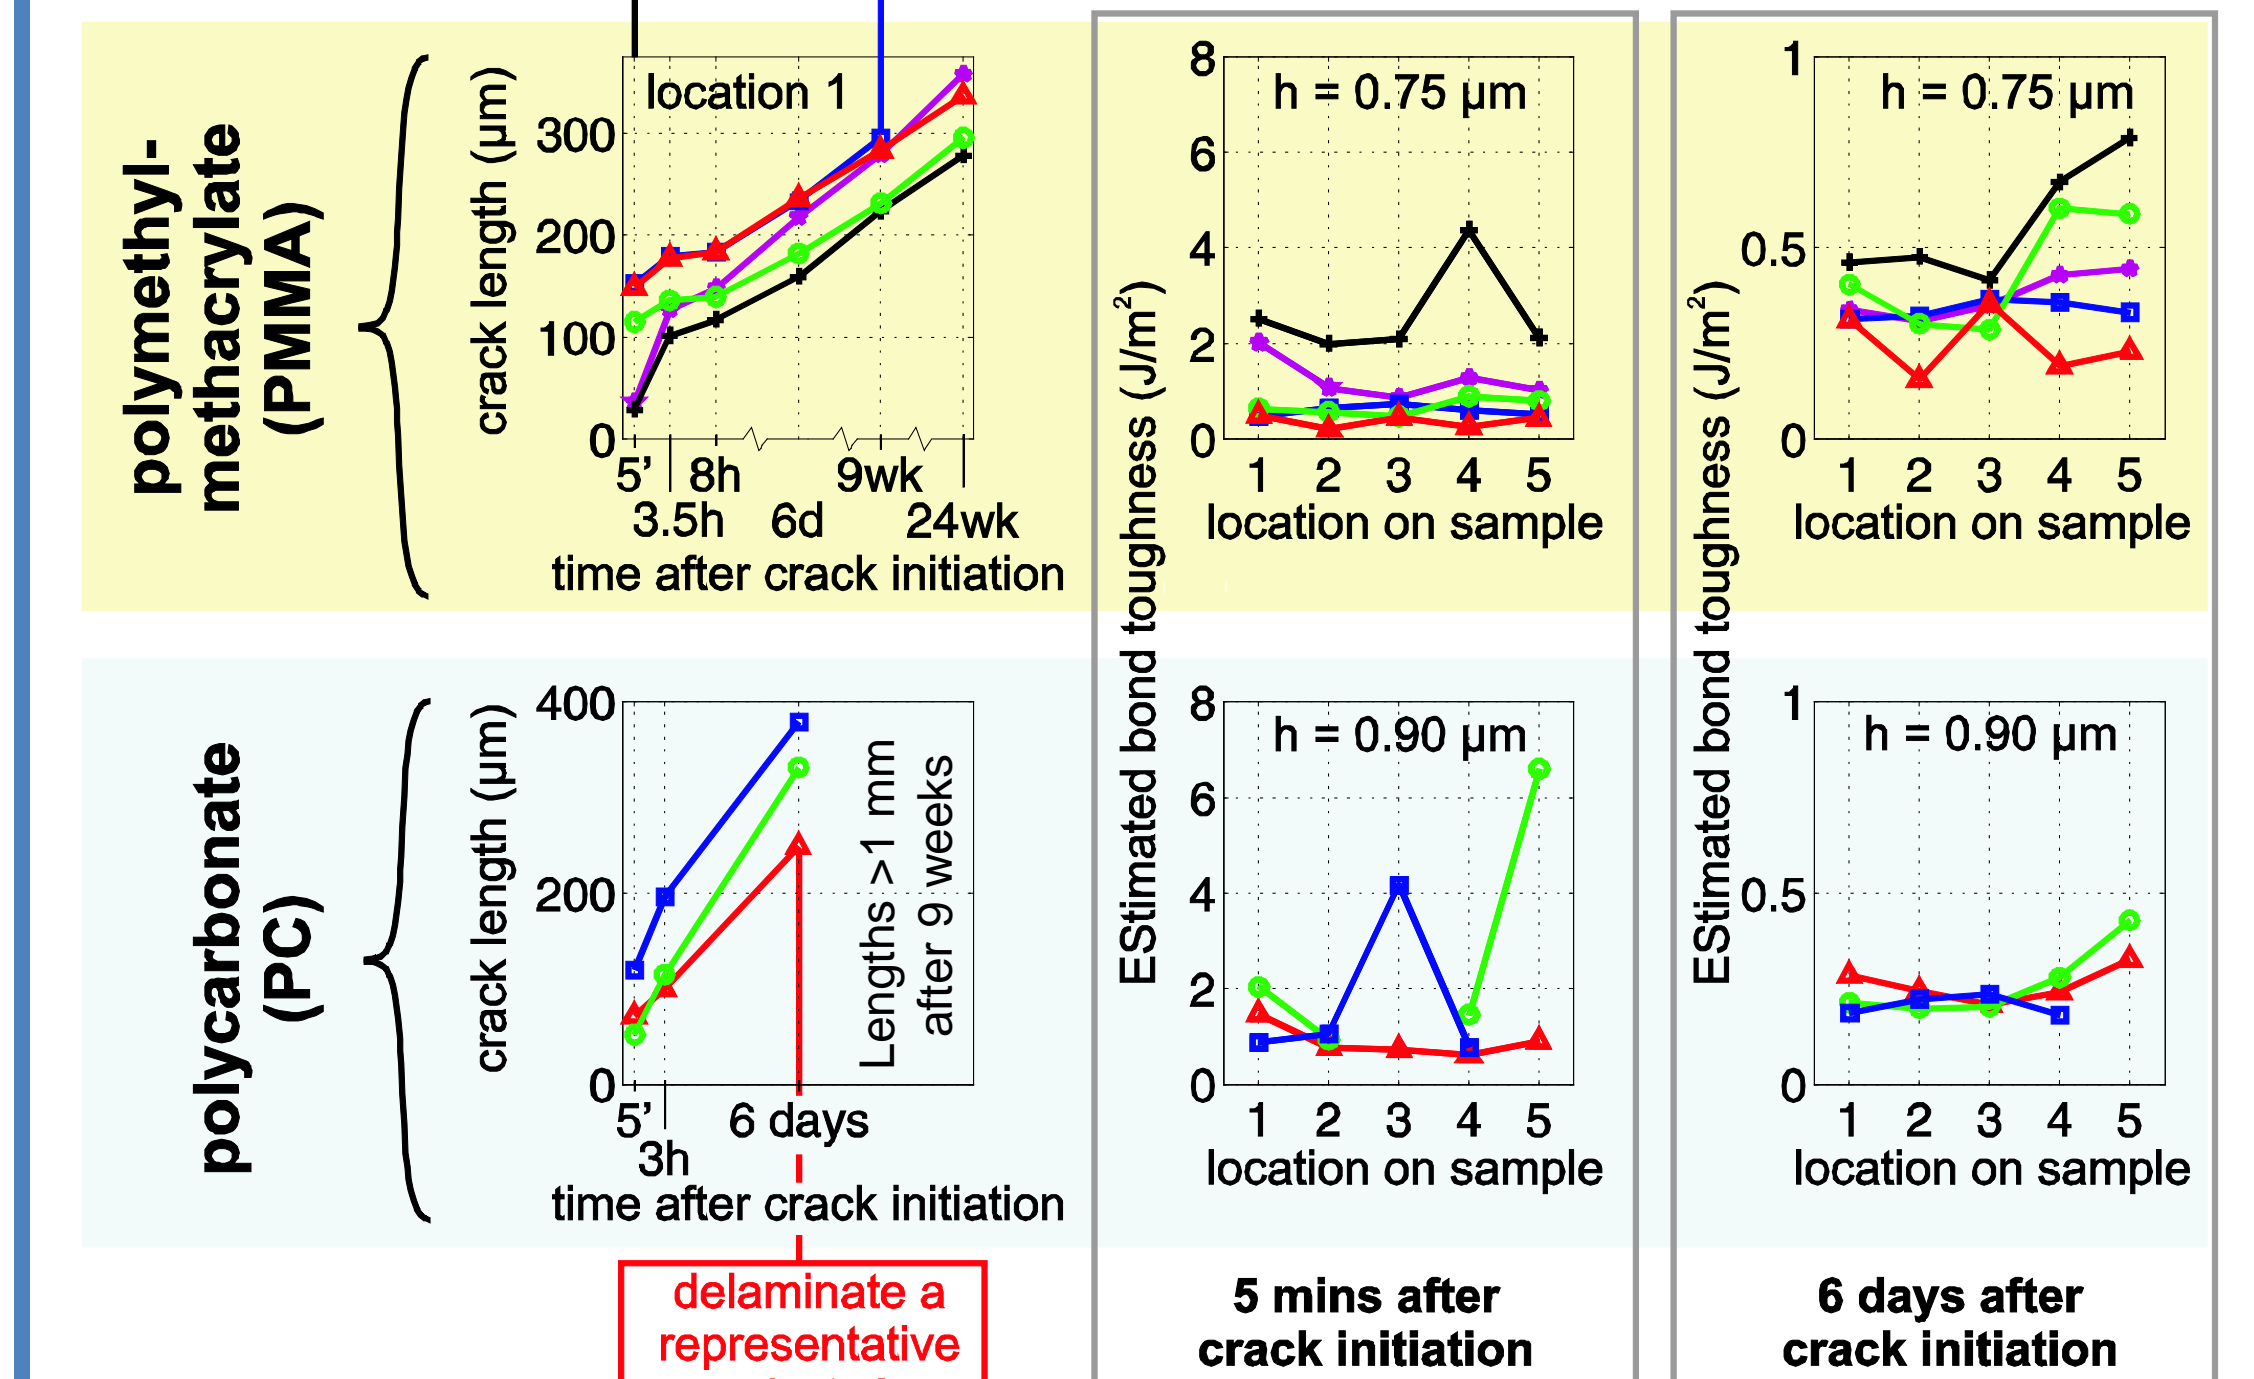 polymethyl-
methacrylate
(PMMA)
crack length (µm)
location 1
300
200
100
0
5’
8h
9wk
3.5h
6d
24wk
time after crack initiation
EStimated bond toughness (J/m²)
h = 0.75 µm
8
6
4
2
0
1 2 3 4 5
location on sample
EStimated bond toughness (J/m²)
h = 0.75 µm
1
0.5
0
1 2 3 4 5
location on sample
polycarbonate
(PC)
crack length (µm)
400
200
0
Lengths >1 mm
after 9 weeks
5’
6 days
3h
time after crack initiation
h = 0.90 µm
8
6
4
2
0
1 2 3 4 5
location on sample
h = 0.90 µm
1
0.5
0
1 2 3 4 5
location on sample
delaminate a
representative
5 mins after
crack initiation
6 days after
crack initiation